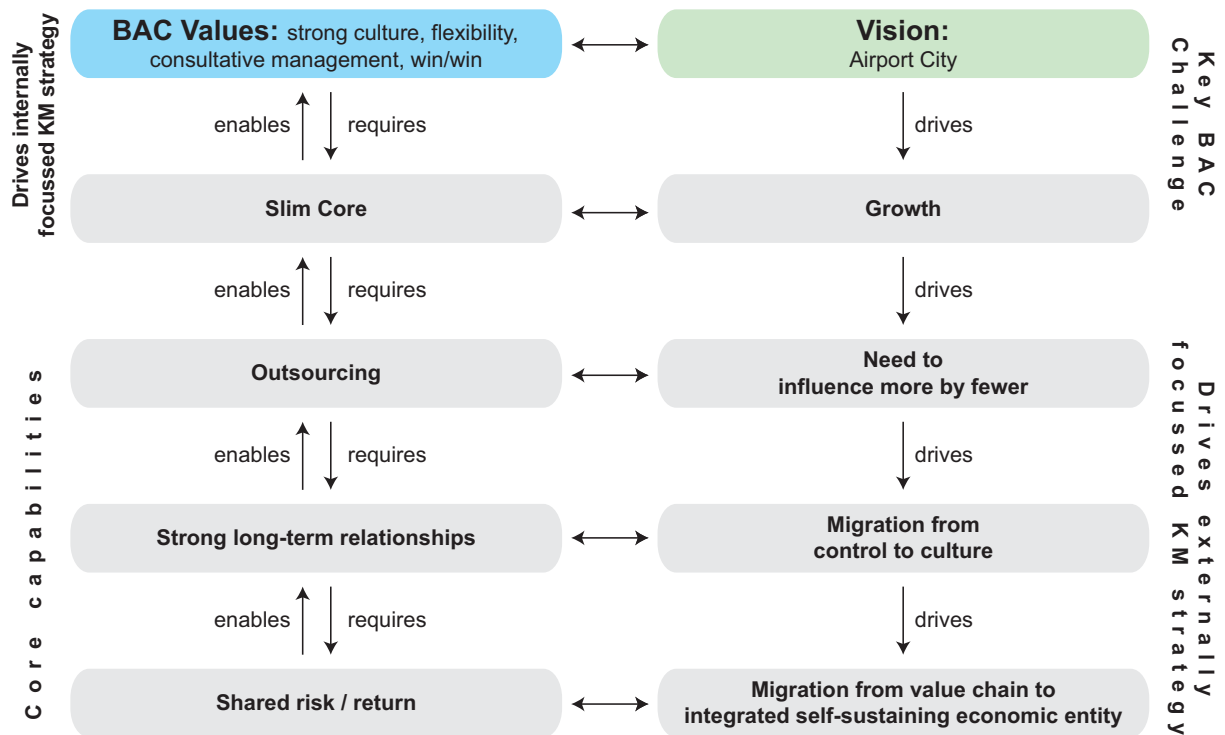 BAC Values: strong culture, flexibility,
consultative management, win/win
Vision:
Airport City
Drives internally
focussed KM strategy
Key BAC
Challenge
enables
requires
drives
Slim Core
Growth
enables
requires
drives
Outsourcing
Need to
influence more by fewer
Core capabilities
Drives externally
focussed KM strategy
enables
requires
drives
Strong long-term relationships
Migration from
control to culture
enables
requires
drives
Shared risk / return
Migration from value chain to
integrated self-sustaining economic entity